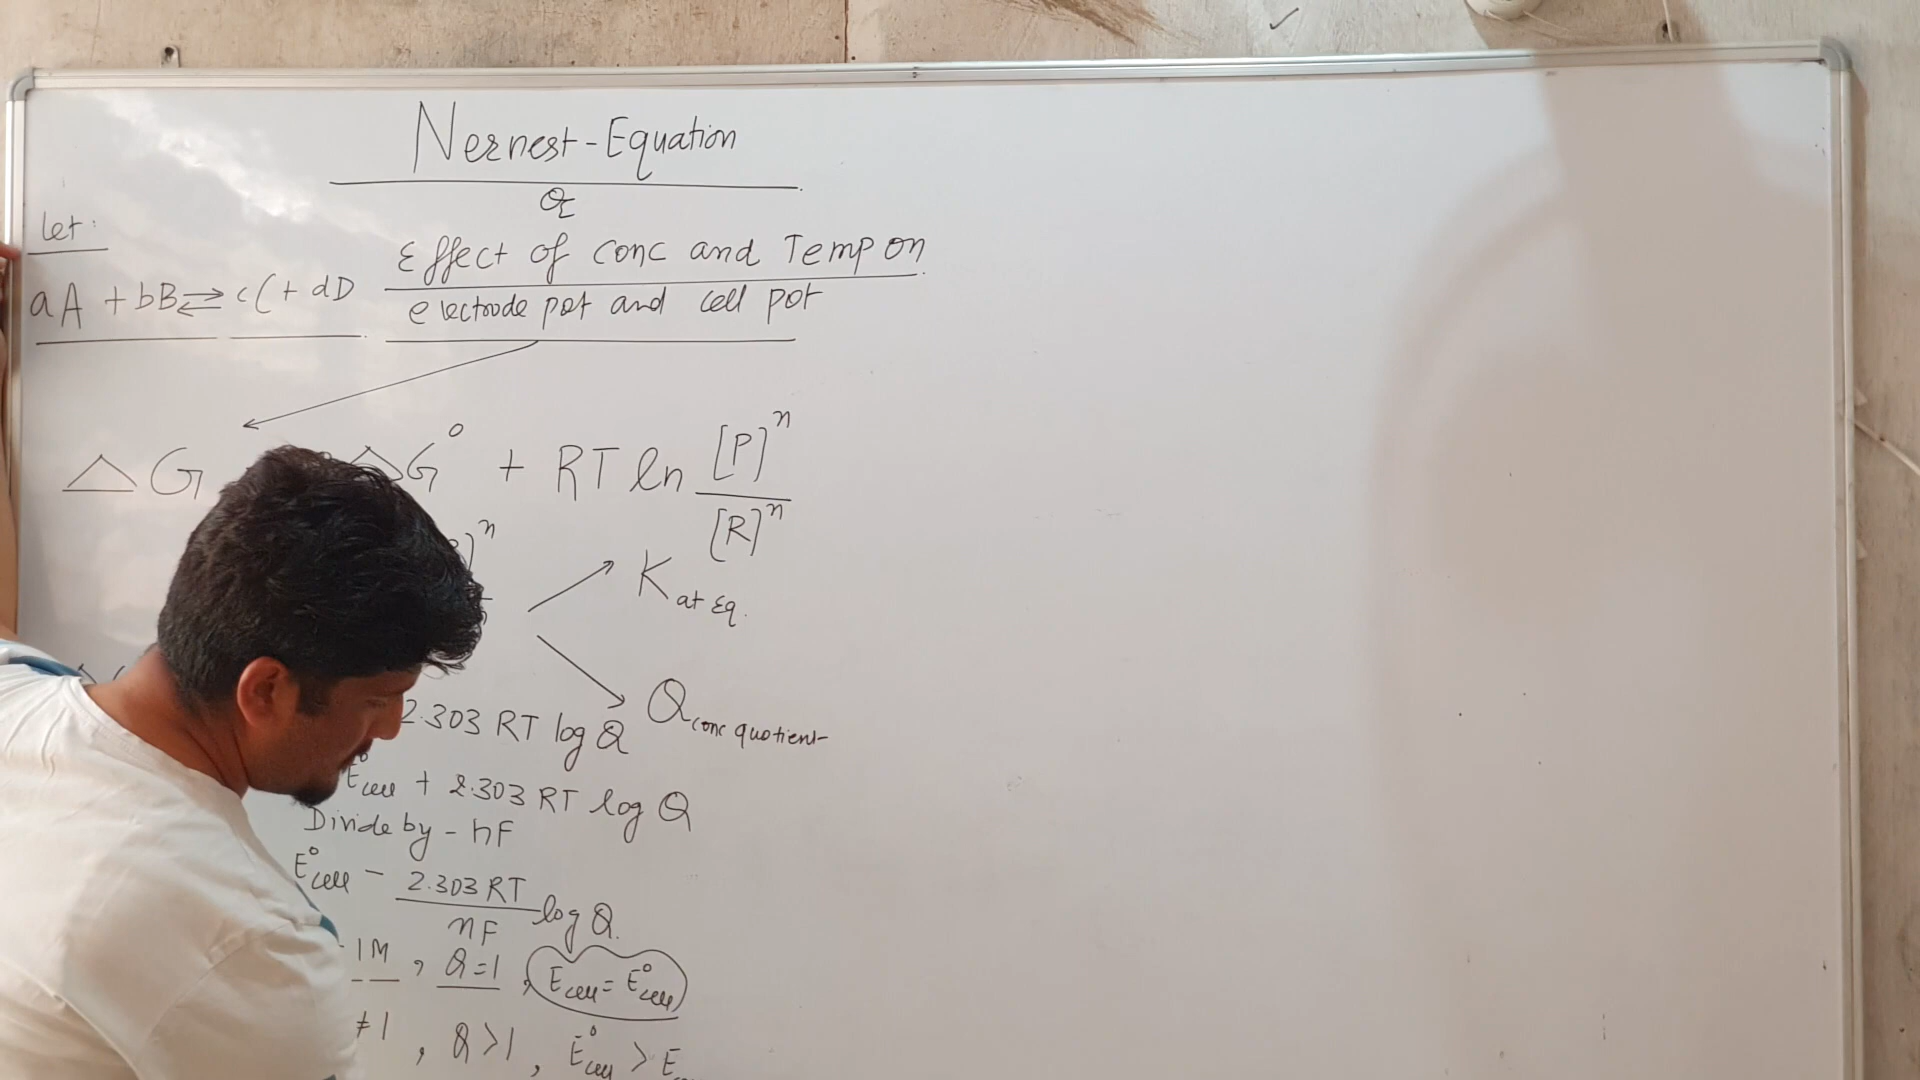 Nernest-Equation
Or
let:
Effect of conc and Temp on
aA + bB ⇌ cC + dD
electrode pot and cell pot
△G △G° + RT ln [P]ⁿ / [R]ⁿ
K at Eq.
Q conc quotient
2.303 RT log Q
E°cell + 2.303 RT log Q
Divide by - nF
E°cell - 2.303 RT / nF log Q.
1M , Q=1 , Ecell = E°cell
≠1 , Q>1 , E°cell > E